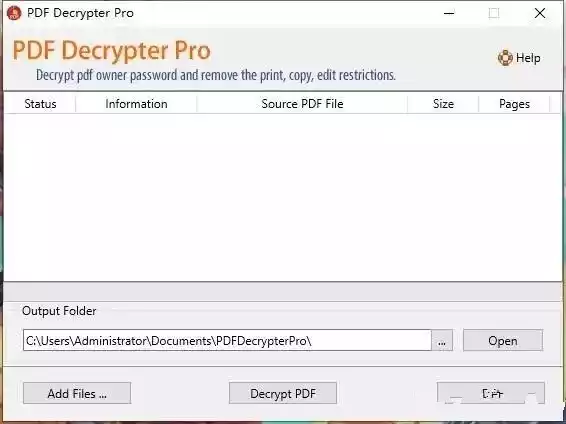 PDF Decrypter Pro
PDF Decrypter Pro
Decrypt pdf owner password and remove the print, copy, edit restrictions.
Help
Status Information Source PDF File Size Pages
Output Folder
C:\Users\Administrator\Documents\PDFDecrypterPro\ ... Open
Add Files ... Decrypt PDF